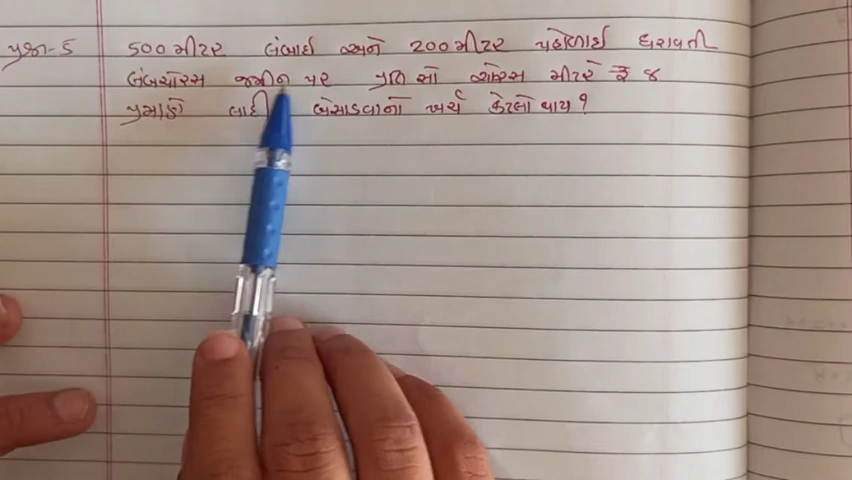 પ્રશ્ન-5 500 મીટર લંબાઈ અને 200 મીટર પહોળાઈ ધરાવતી
લંબચોરસ જમીન પર પ્રતિ સો ચોરસ મીટરે રૂ ૪
પ્રમાણે લાદી બેસાડવાનો ખર્ચ કેટલો થાય ?